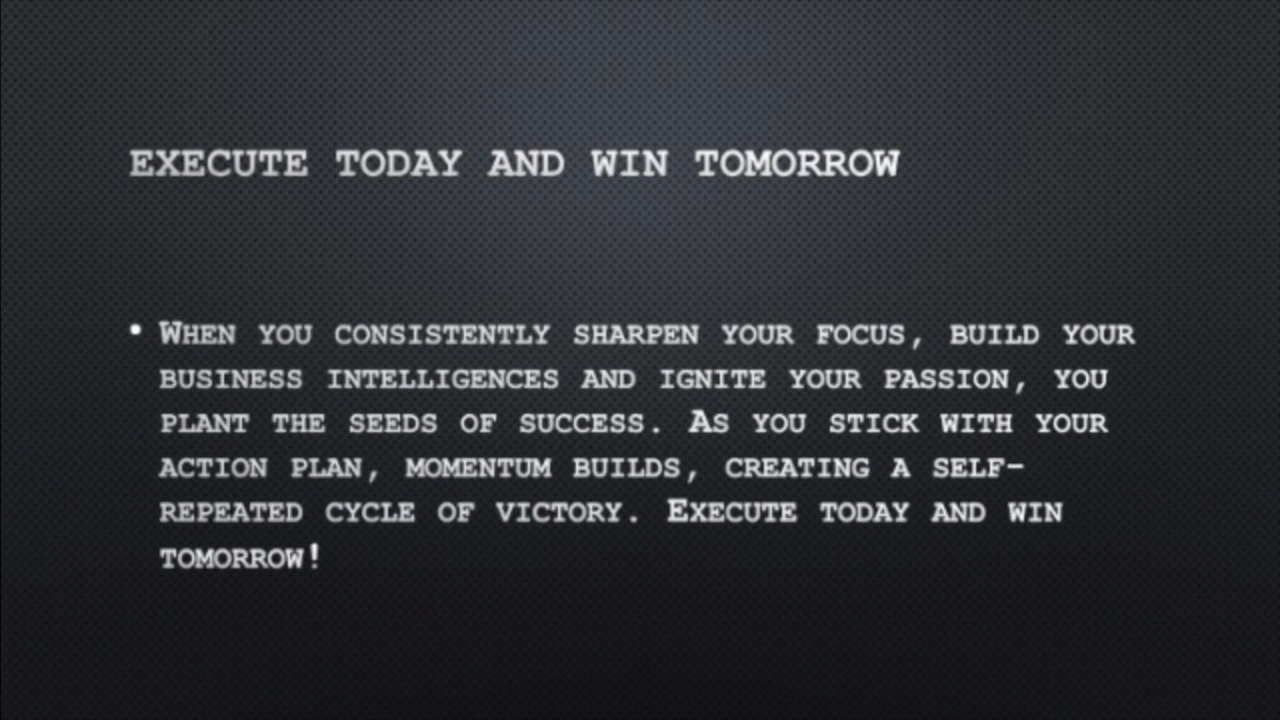 EXECUTE TODAY AND WIN TOMORROW
• When you consistently sharpen your focus, build your
business intelligences and ignite your passion, you
plant the seeds of success. As you stick with your
action plan, momentum builds, creating a self-
repeated cycle of victory. Execute today and win
tomorrow!